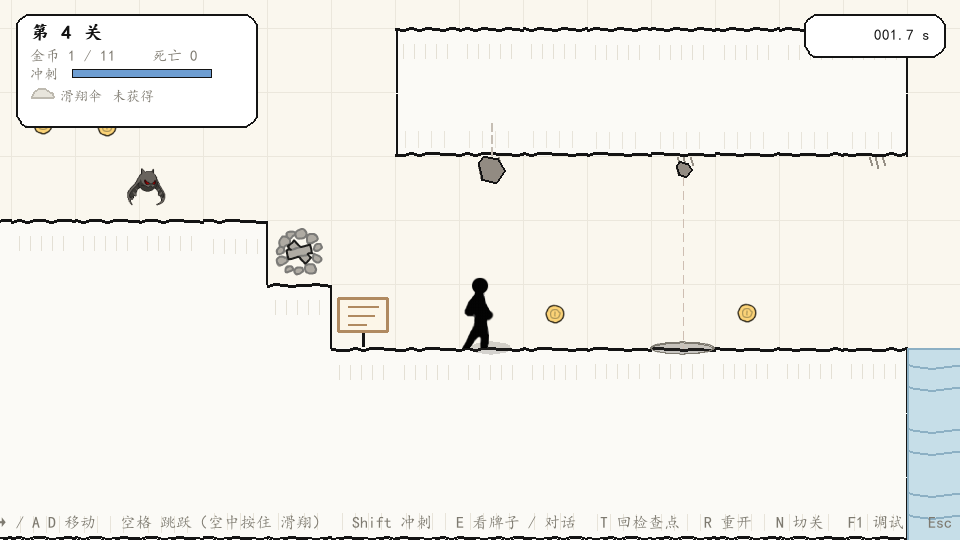 第 4 关
001.7 s
金币 1 / 11 死亡 0
冲刺
滑翔伞 未获得
→ / A D 移动 空格 跳跃 (空中按住 滑翔) Shift 冲刺 E 看牌子 / 对话 T 回检查点 R 重开 N 切关 F1 调试 Esc